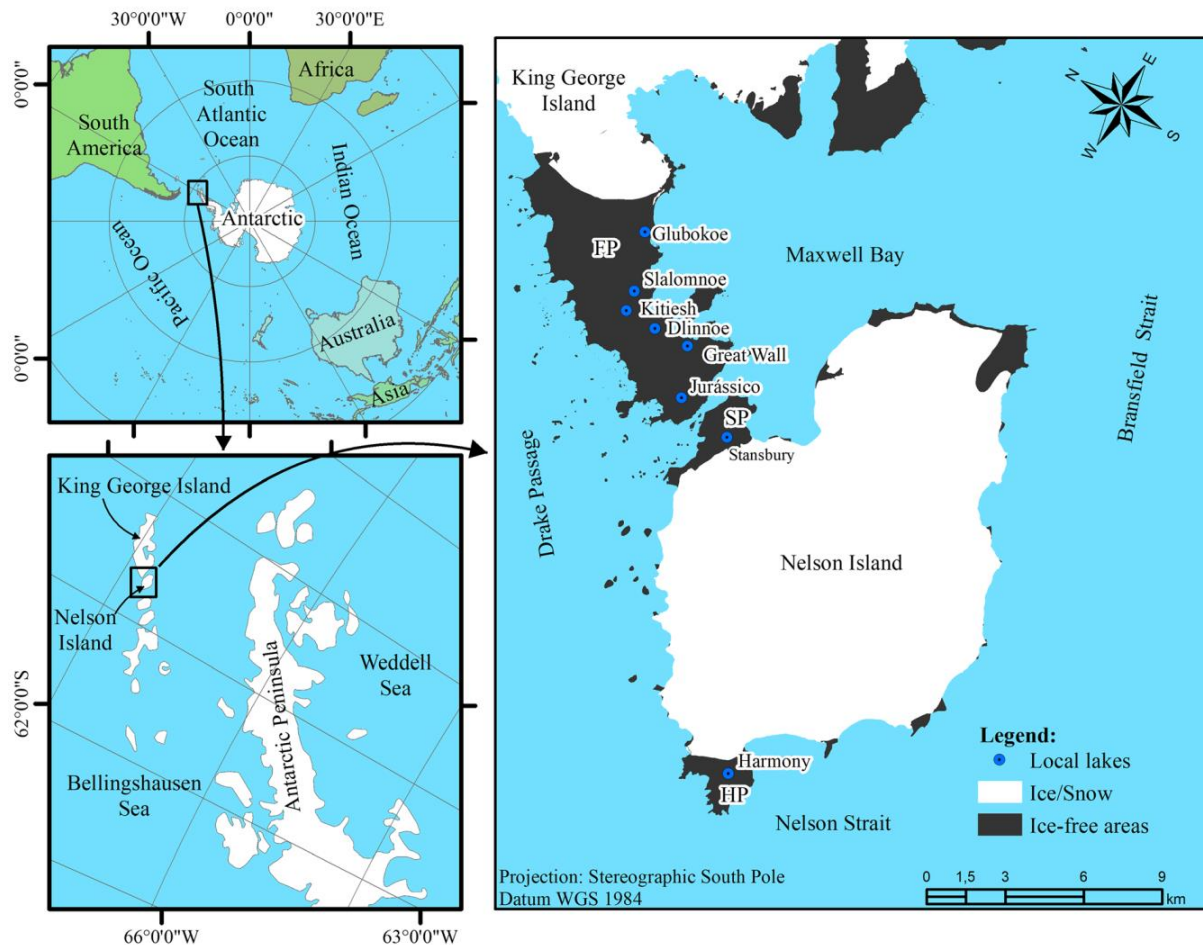 30°0'0"W 0°0'0" 30°0'0"E
0°0'0"
0°0'0"
Africa
South
Atlantic
Ocean
South
America
Indian Ocean
Antarctic
Pacific Ocean
Australia
Asia
King George Island
Nelson
Island
Weddell
Sea
Antarctic Peninsula
Bellingshausen
Sea
62°0'0"S
66°0'0"W 63°0'0"W
King George
Island
N E
W S
FP
Glubokoe
Maxwell Bay
Slalomnoe
Kitiesh
Dlinnoe
Great Wall
Jurássico
SP
Stansbury
Drake Passage
Bransfield Strait
Nelson Island
Harmony
HP
Nelson Strait
Legend:
Local lakes
Ice/Snow
Ice-free areas
Projection: Stereographic South Pole
Datum WGS 1984
0 1,5 3 6 9
km